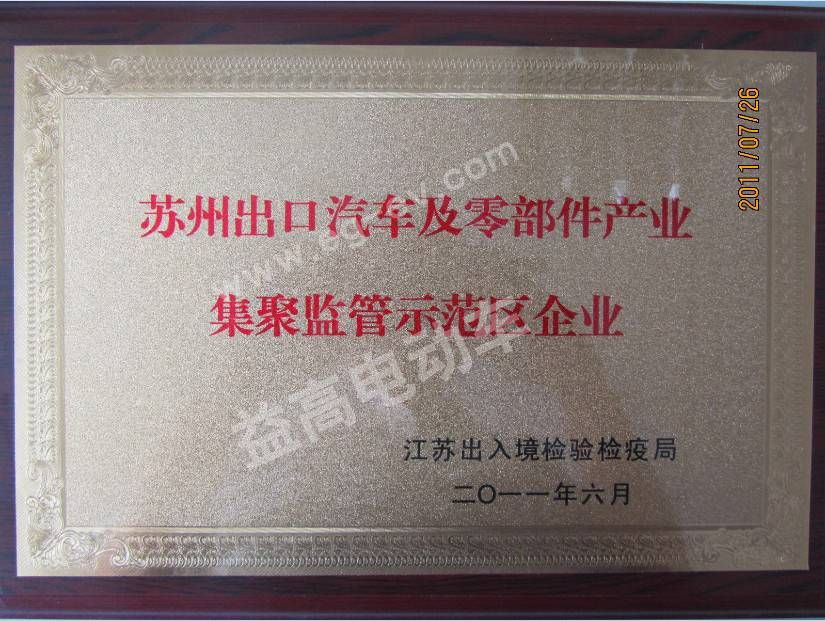 苏州出口汽车及零部件产业
集聚监管示范区企业
江苏出入境检验检疫局
二〇一一年六月
2011/07/26
益高电动车